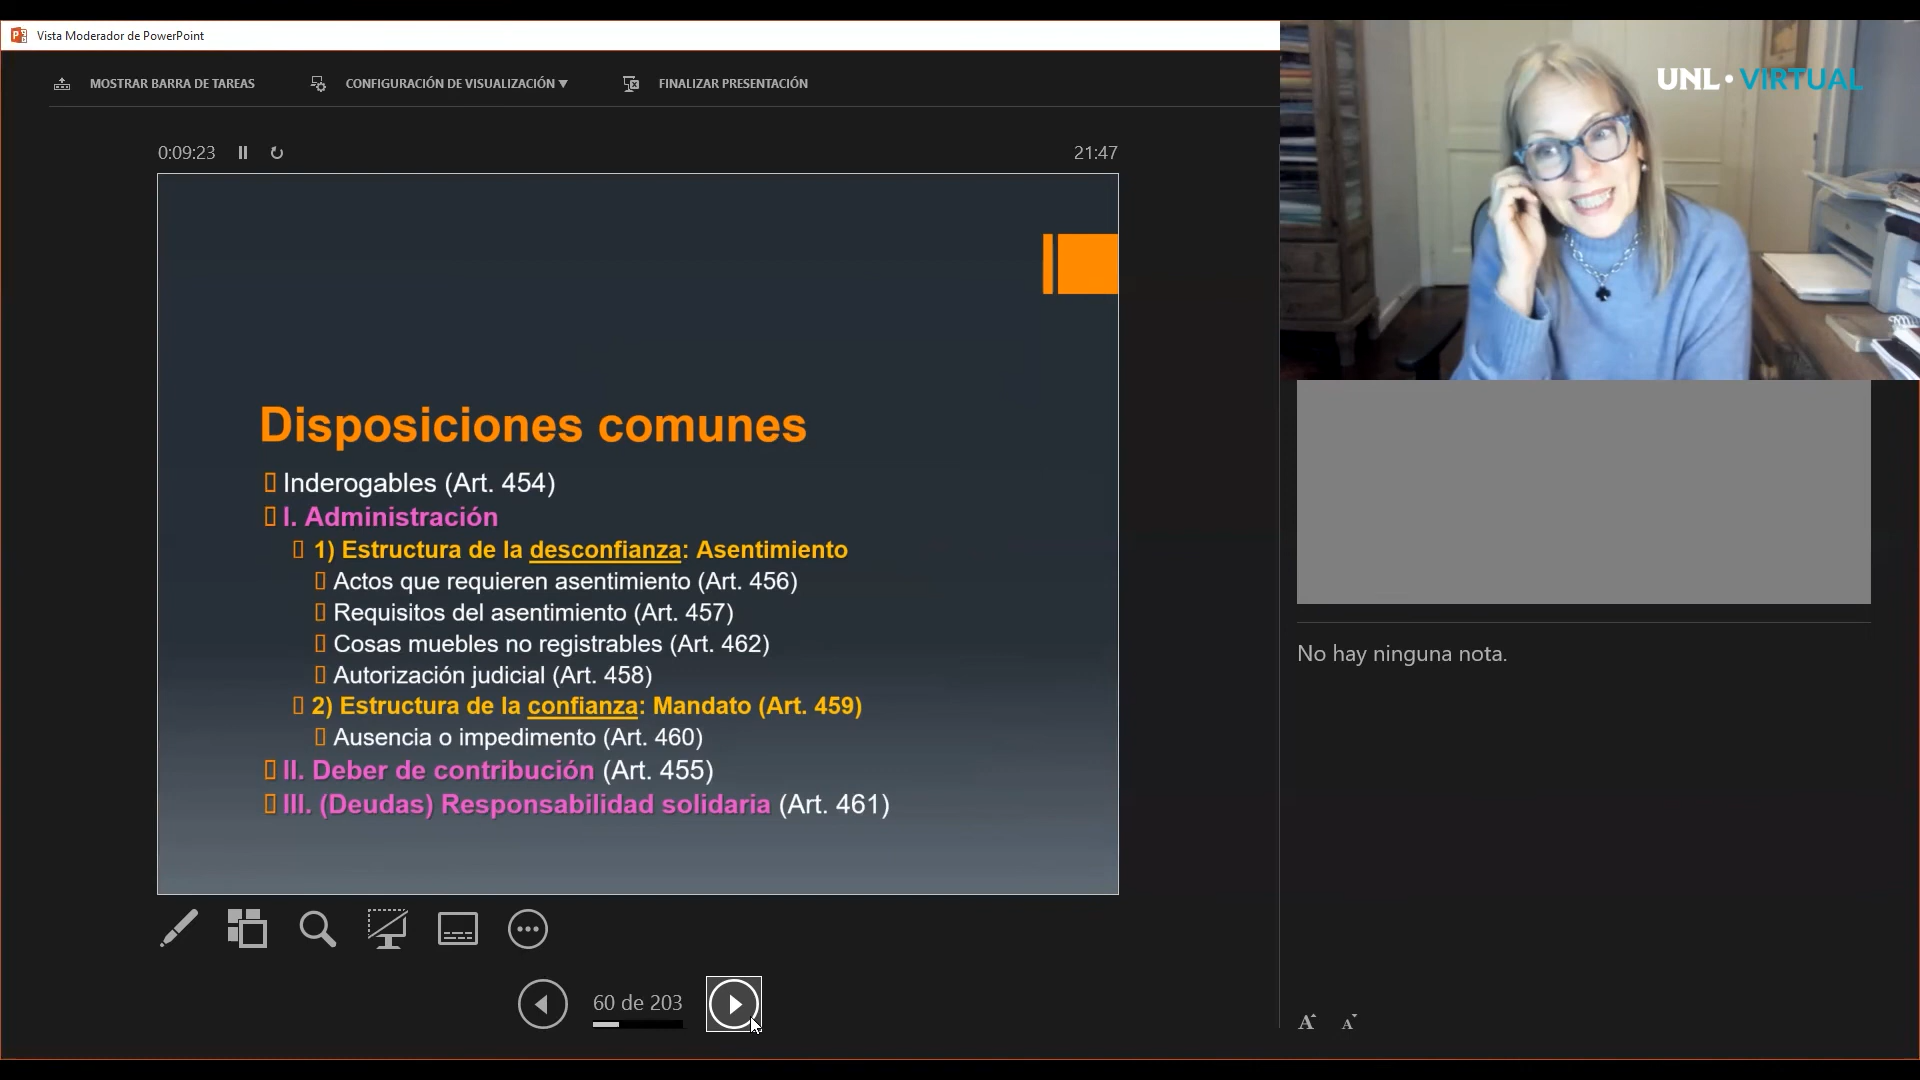 Vista Moderador de PowerPoint
MOSTRAR BARRA DE TAREAS
CONFIGURACIÓN DE VISUALIZACIÓN
FINALIZAR PRESENTACIÓN
UNL • VIRTUAL
0:09:23
21:47
Disposiciones comunes
Inderogables (Art. 454)
I. Administración
1) Estructura de la desconfianza: Asentimiento
Actos que requieren asentimiento (Art. 456)
Requisitos del asentimiento (Art. 457)
Cosas muebles no registrables (Art. 462)
Autorización judicial (Art. 458)
2) Estructura de la confianza: Mandato (Art. 459)
Ausencia o impedimento (Art. 460)
II. Deber de contribución (Art. 455)
III. (Deudas) Responsabilidad solidaria (Art. 461)
No hay ninguna nota.
60 de 203
A A